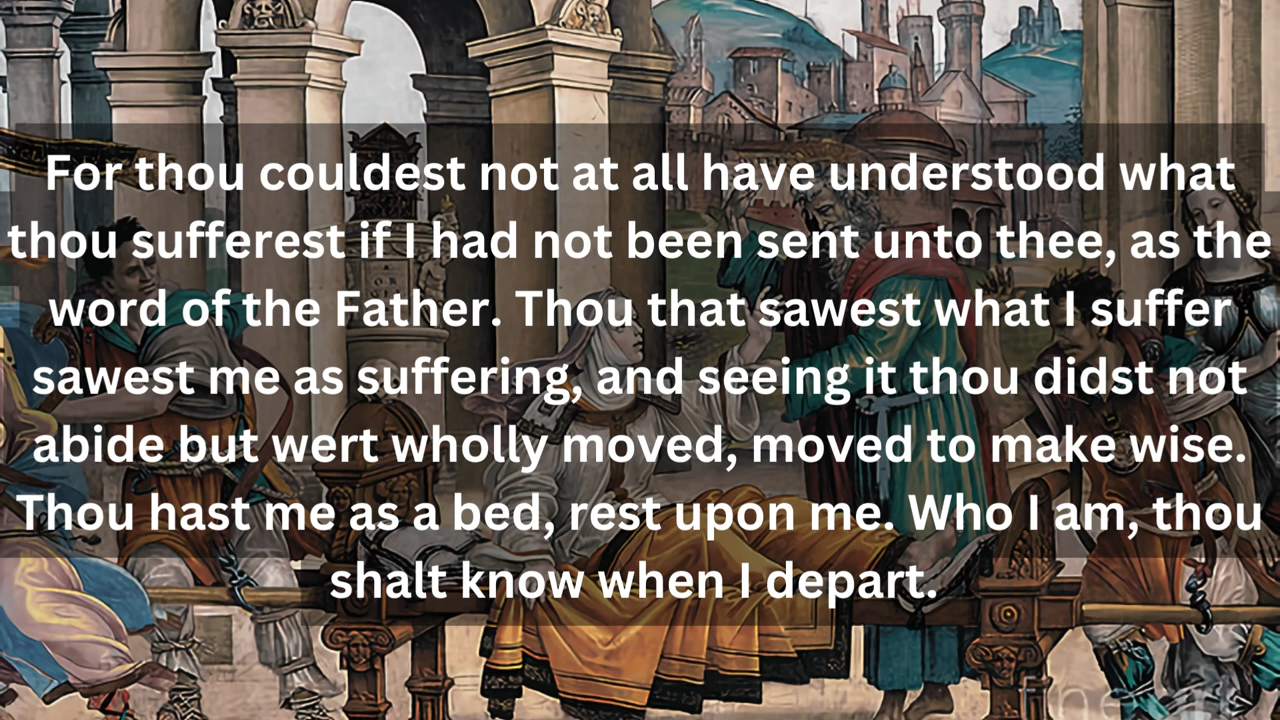 For thou couldest not at all have understood what
thou sufferest if I had not been sent unto thee, as the
word of the Father. Thou that sawest what I suffer
sawest me as suffering, and seeing it thou didst not
abide but wert wholly moved, moved to make wise.
Thou hast me as a bed, rest upon me. Who I am, thou
shalt know when I depart.